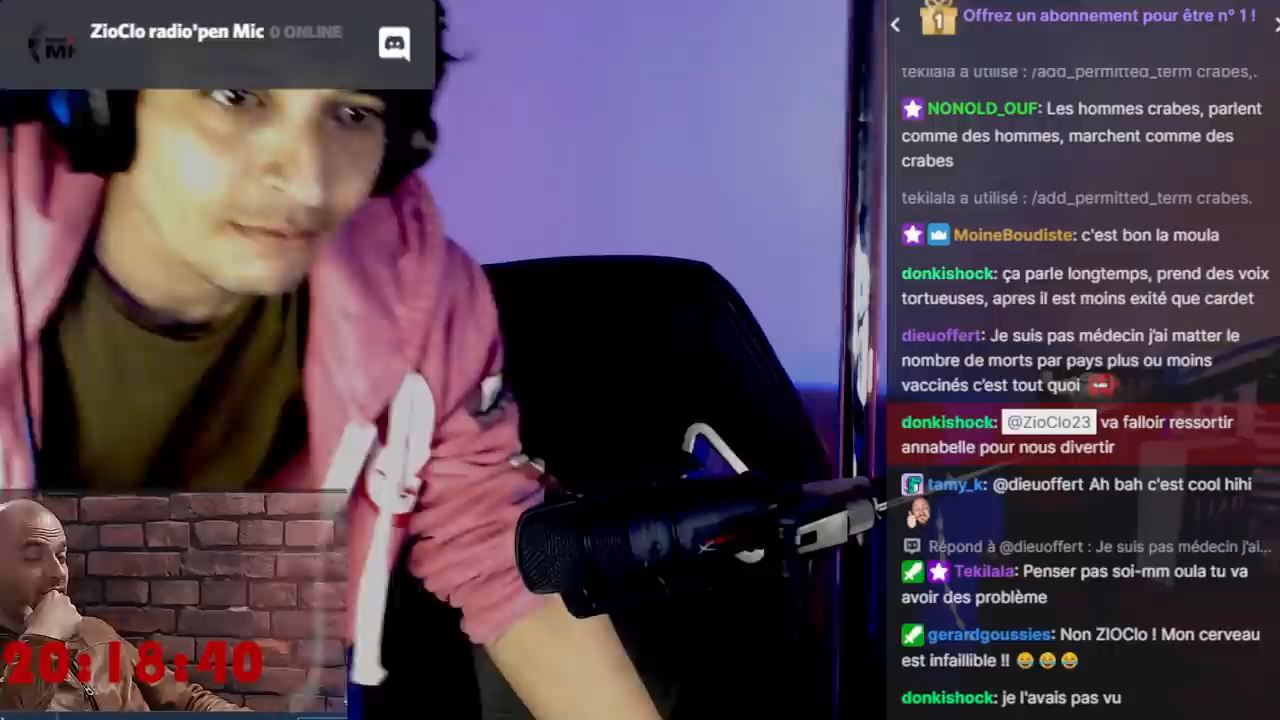 ZioClo radio'pen Mic 0 ONLINE
20:18:40
1 Offrez un abonnement pour être nº 1 !
tekilala a utilisé : /add_permitted_term crabes,.
NONOLD_OUF: Les hommes crabes, parlent
comme des hommes, marchent comme des
crabes
tekilala a utilisé : /add_permitted_term crabes.
MoineBoudiste: c'est bon la moula
donkishock: ça parle longtemps, prend des voix
tortueuses, apres il est moins exité que cardet
dieuoffert: Je suis pas médecin j'ai matter le
nombre de morts par pays plus ou moins
vaccinés c'est tout quoi
donkishock: @ZioClo23 va falloir ressortir
annabelle pour nous divertir
tamy_k: @dieuoffert Ah bah c'est cool hihi
Répond à @dieuoffert : Je suis pas médecin j'ai...
Tekilala: Penser pas soi-mm oula tu va
avoir des problème
gerardgoussies: Non ZIOClo ! Mon cerveau
est infaillible !!
donkishock: je l'avais pas vu